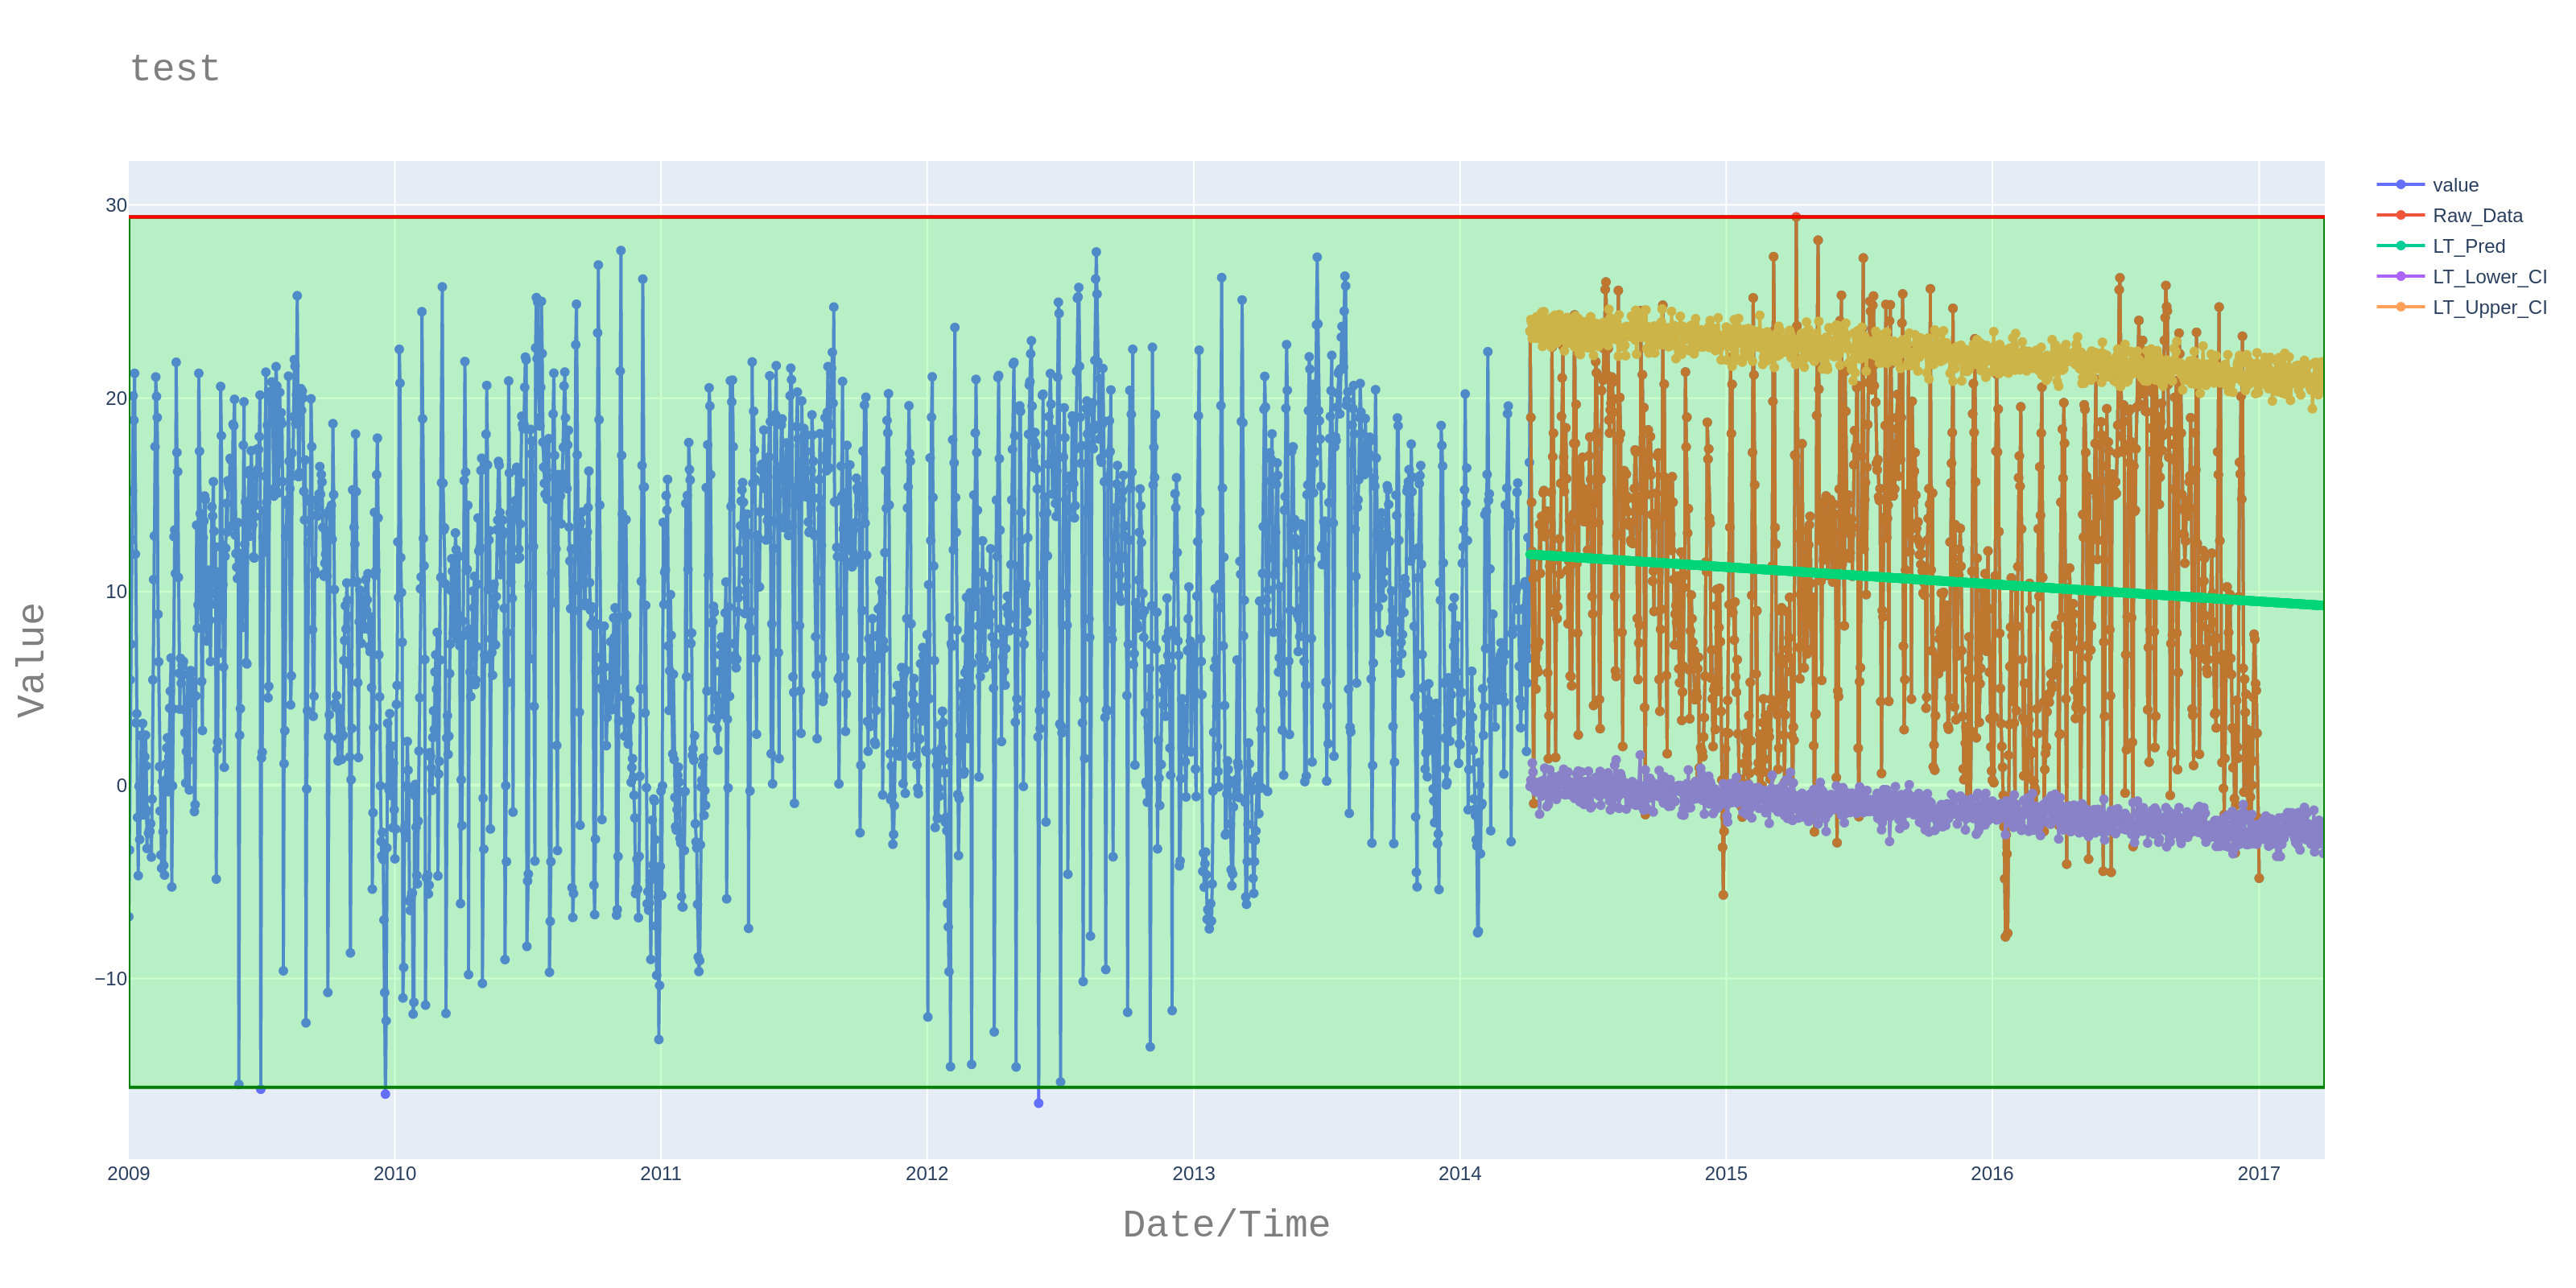 test
value
Raw_Data
LT_Pred
LT_Lower_CI
LT_Upper_CI
30
20
10
0
−10
Value
2009 2010 2011 2012 2013 2014 2015 2016 2017
Date/Time